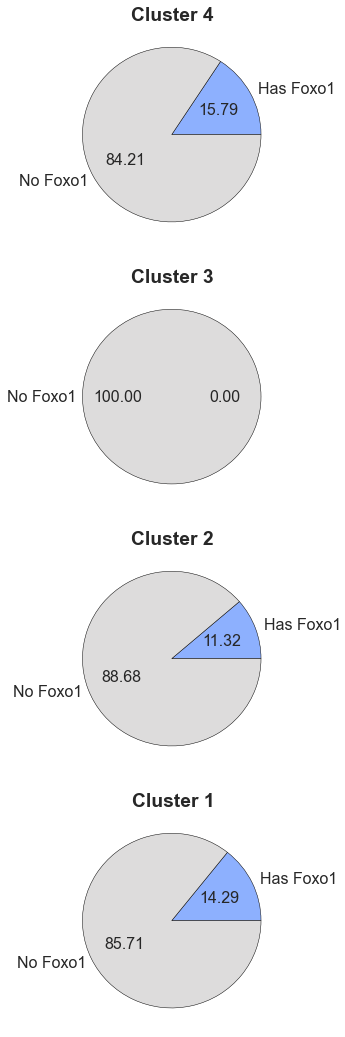 Cluster 4
Has Foxo1
15.79
84.21
No Foxo1
Cluster 3
No Foxo1
100.00
0.00
Cluster 2
Has Foxo1
11.32
88.68
No Foxo1
Cluster 1
Has Foxo1
14.29
85.71
No Foxo1